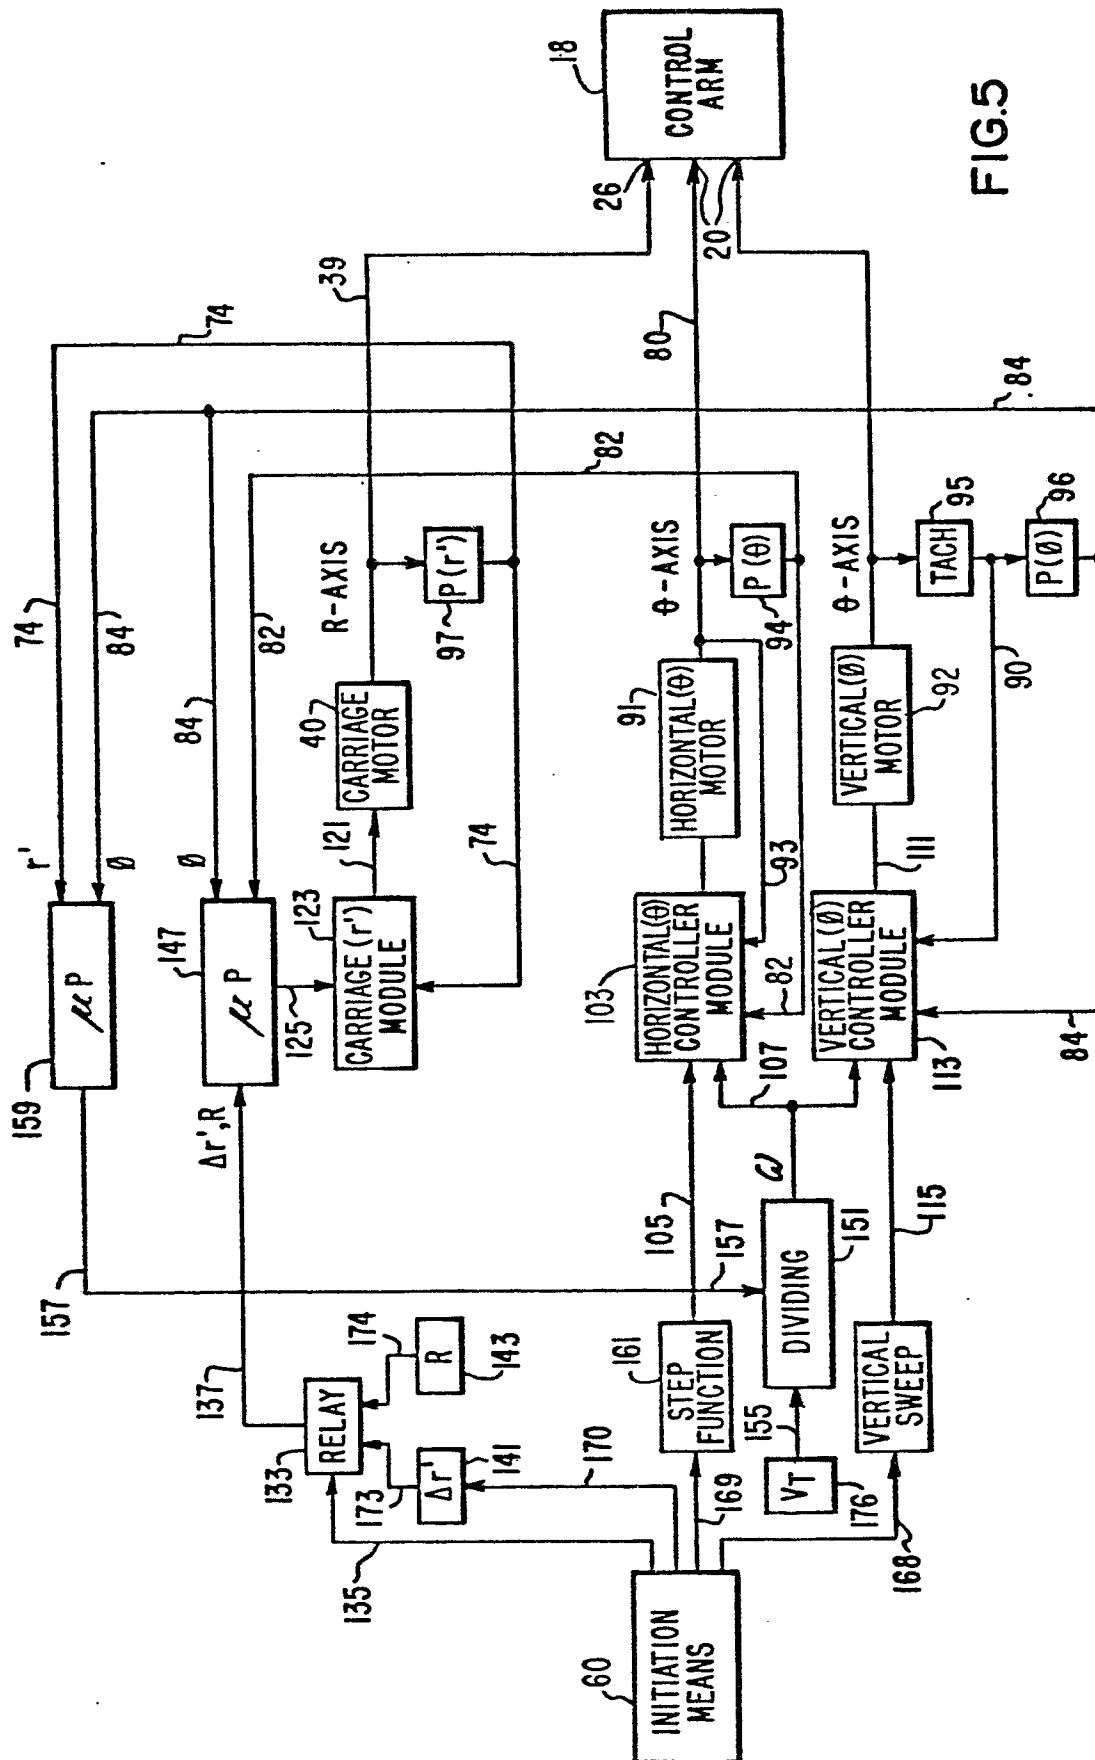 159
μP
r'
74
74
Ø
84
157
147
μP
Ø
84
82
Δr',R
125
137
123
CARRIAGE (r')
MODULE
121
40
CARRIAGE
MOTOR
R-AXIS
39
P(r')
97
74
133
RELAY
174
R
143
173
Δr'
141
135
170
26
18
CONTROL
ARM
20
80
82
84
161
STEP
FUNCTION
105
157
169
103
HORIZONTAL(θ)
CONTROLLER
MODULE
82
93
91
HORIZONTAL(θ)
MOTOR
θ-AXIS
P(θ)
94
60
INITIATION
MEANS
VT
176
155
DIVIDING
151
ω
107
168
VERTICAL
SWEEP
115
VERTICAL(Ø)
CONTROLLER
MODULE
113
111
VERTICAL(Ø)
MOTOR
92
θ-AXIS
TACH
95
90
P(Ø)
96
84
FIG.5